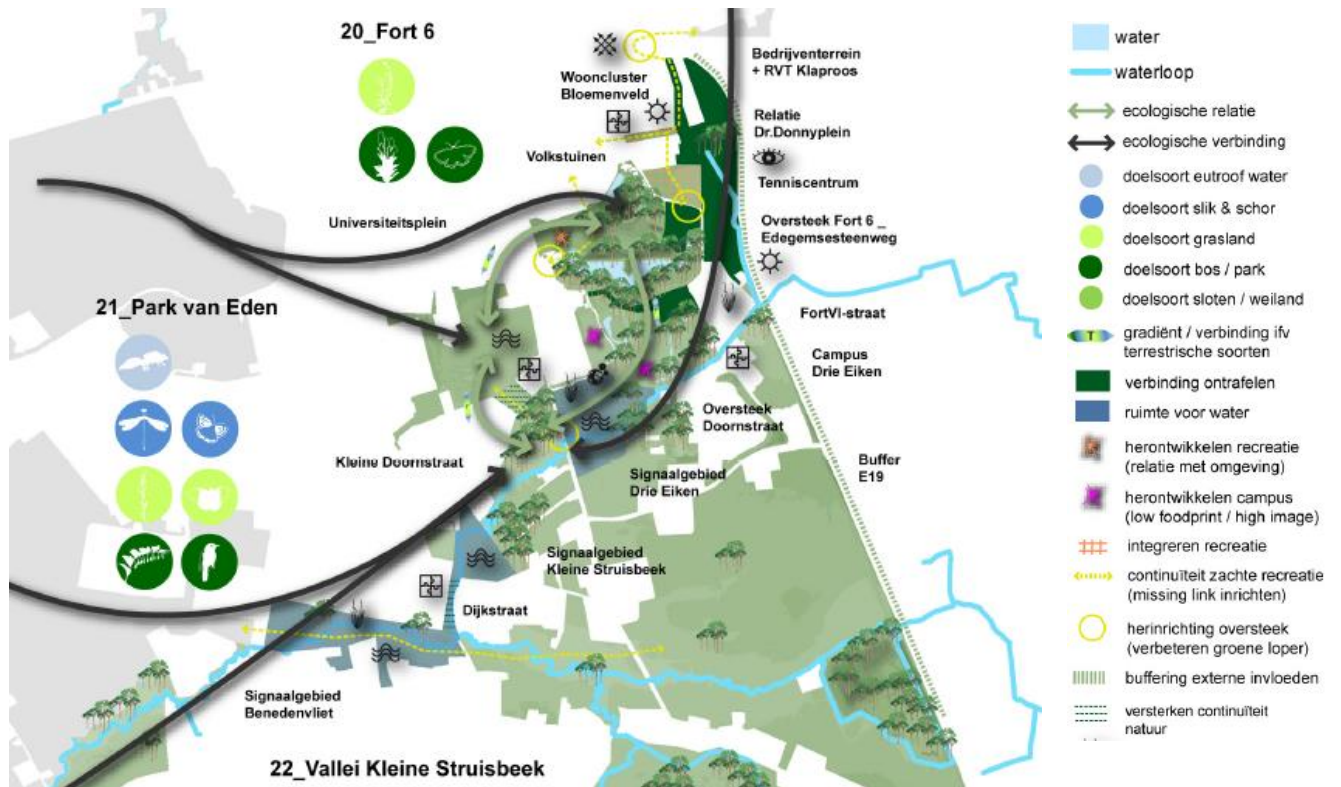 20_Fort 6
Wooncluster
Bloemenveld
Bedrijventerrein
+ RVT Klaproos
Relatie
Dr.Donnyplein
Volkstuinen
Tenniscentrum
Universiteitsplein
Oversteek Fort 6 _
Edegemsesteenweg
21_Park van Eden
FortVI-straat
Campus
Drie Eiken
Oversteek
Doornstraat
Kleine Doornstraat
Signaalgebied
Drie Eiken
Buffer
E19
Signaalgebied
Kleine Struisbeek
Dijkstraat
Signaalgebied
Benedenvliet
22_Vallei Kleine Struisbeek
water
waterloop
ecologische relatie
ecologische verbinding
doelsoort eutroof water
doelsoort slik & schor
doelsoort grasland
doelsoort bos / park
doelsoort sloten / weiland
T
gradiënt / verbinding ifv
terrestrische soorten
verbinding ontrafelen
ruimte voor water
herontwikkelen recreatie
(relatie met omgeving)
herontwikkelen campus
(low foodprint / high image)
integreren recreatie
continuïteit zachte recreatie
(missing link inrichten)
herinrichting oversteek
(verbeteren groene loper)
buffering externe invloeden
versterken continuïteit
natuur